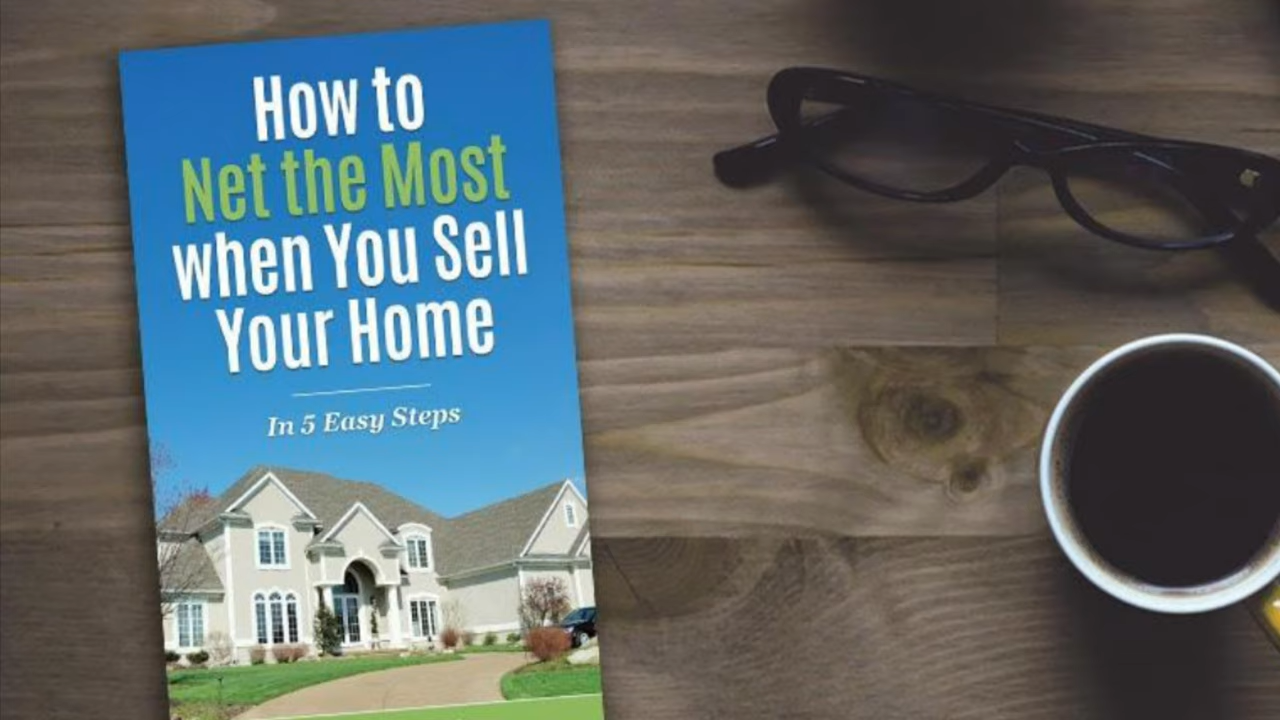 How to
Net the Most
when You Sell
Your Home
In 5 Easy Steps